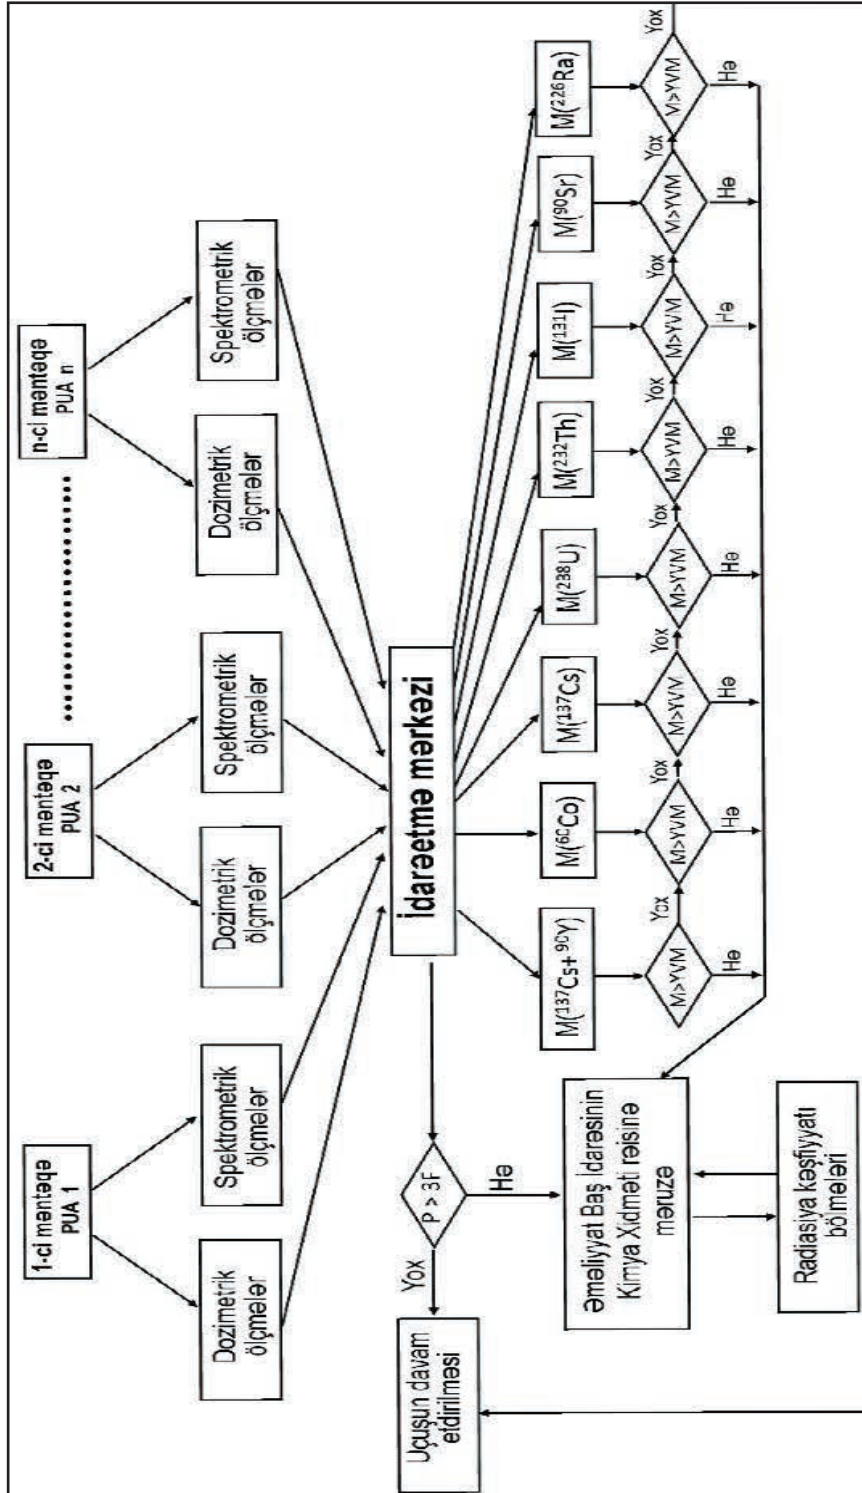 1-ci məntəqə
PUA 1
2-ci məntəqə
PUA 2
n-ci məntəqə
PUA n
Dozimetrik
ölçmələr
Spektrometrik
ölçmələr
Dozimetrik
ölçmələr
Spektrometrik
ölçmələr
Dozimetrik
ölçmələr
Spektrometrik
ölçmələr
İdarəetmə mərkəzi
Uçuşun davam
etdirilməsi
Yox
P > 3F
Hə
M(¹³⁷Cs+ ⁹⁰Y)
M(⁶⁰Co)
M(¹³⁷Cs)
M(²³⁸U)
M(²³²Th)
M(¹³¹I)
M(⁹⁰Sr)
M(²²⁶Ra)
M>YVM
Yox
M>YVM
Yox
M>YVM
Yox
M>YVM
Yox
M>YVM
Yox
M>YVM
Yox
M>YVM
Yox
M>YVM
Yox
Hə
Hə
Hə
Hə
Hə
Hə
Hə
Hə
Əməliyyat Baş İdarəsinin
Kimya Xidməti rəisinə
məruzə
Radiasiya kəşfiyyatı
bölmələri